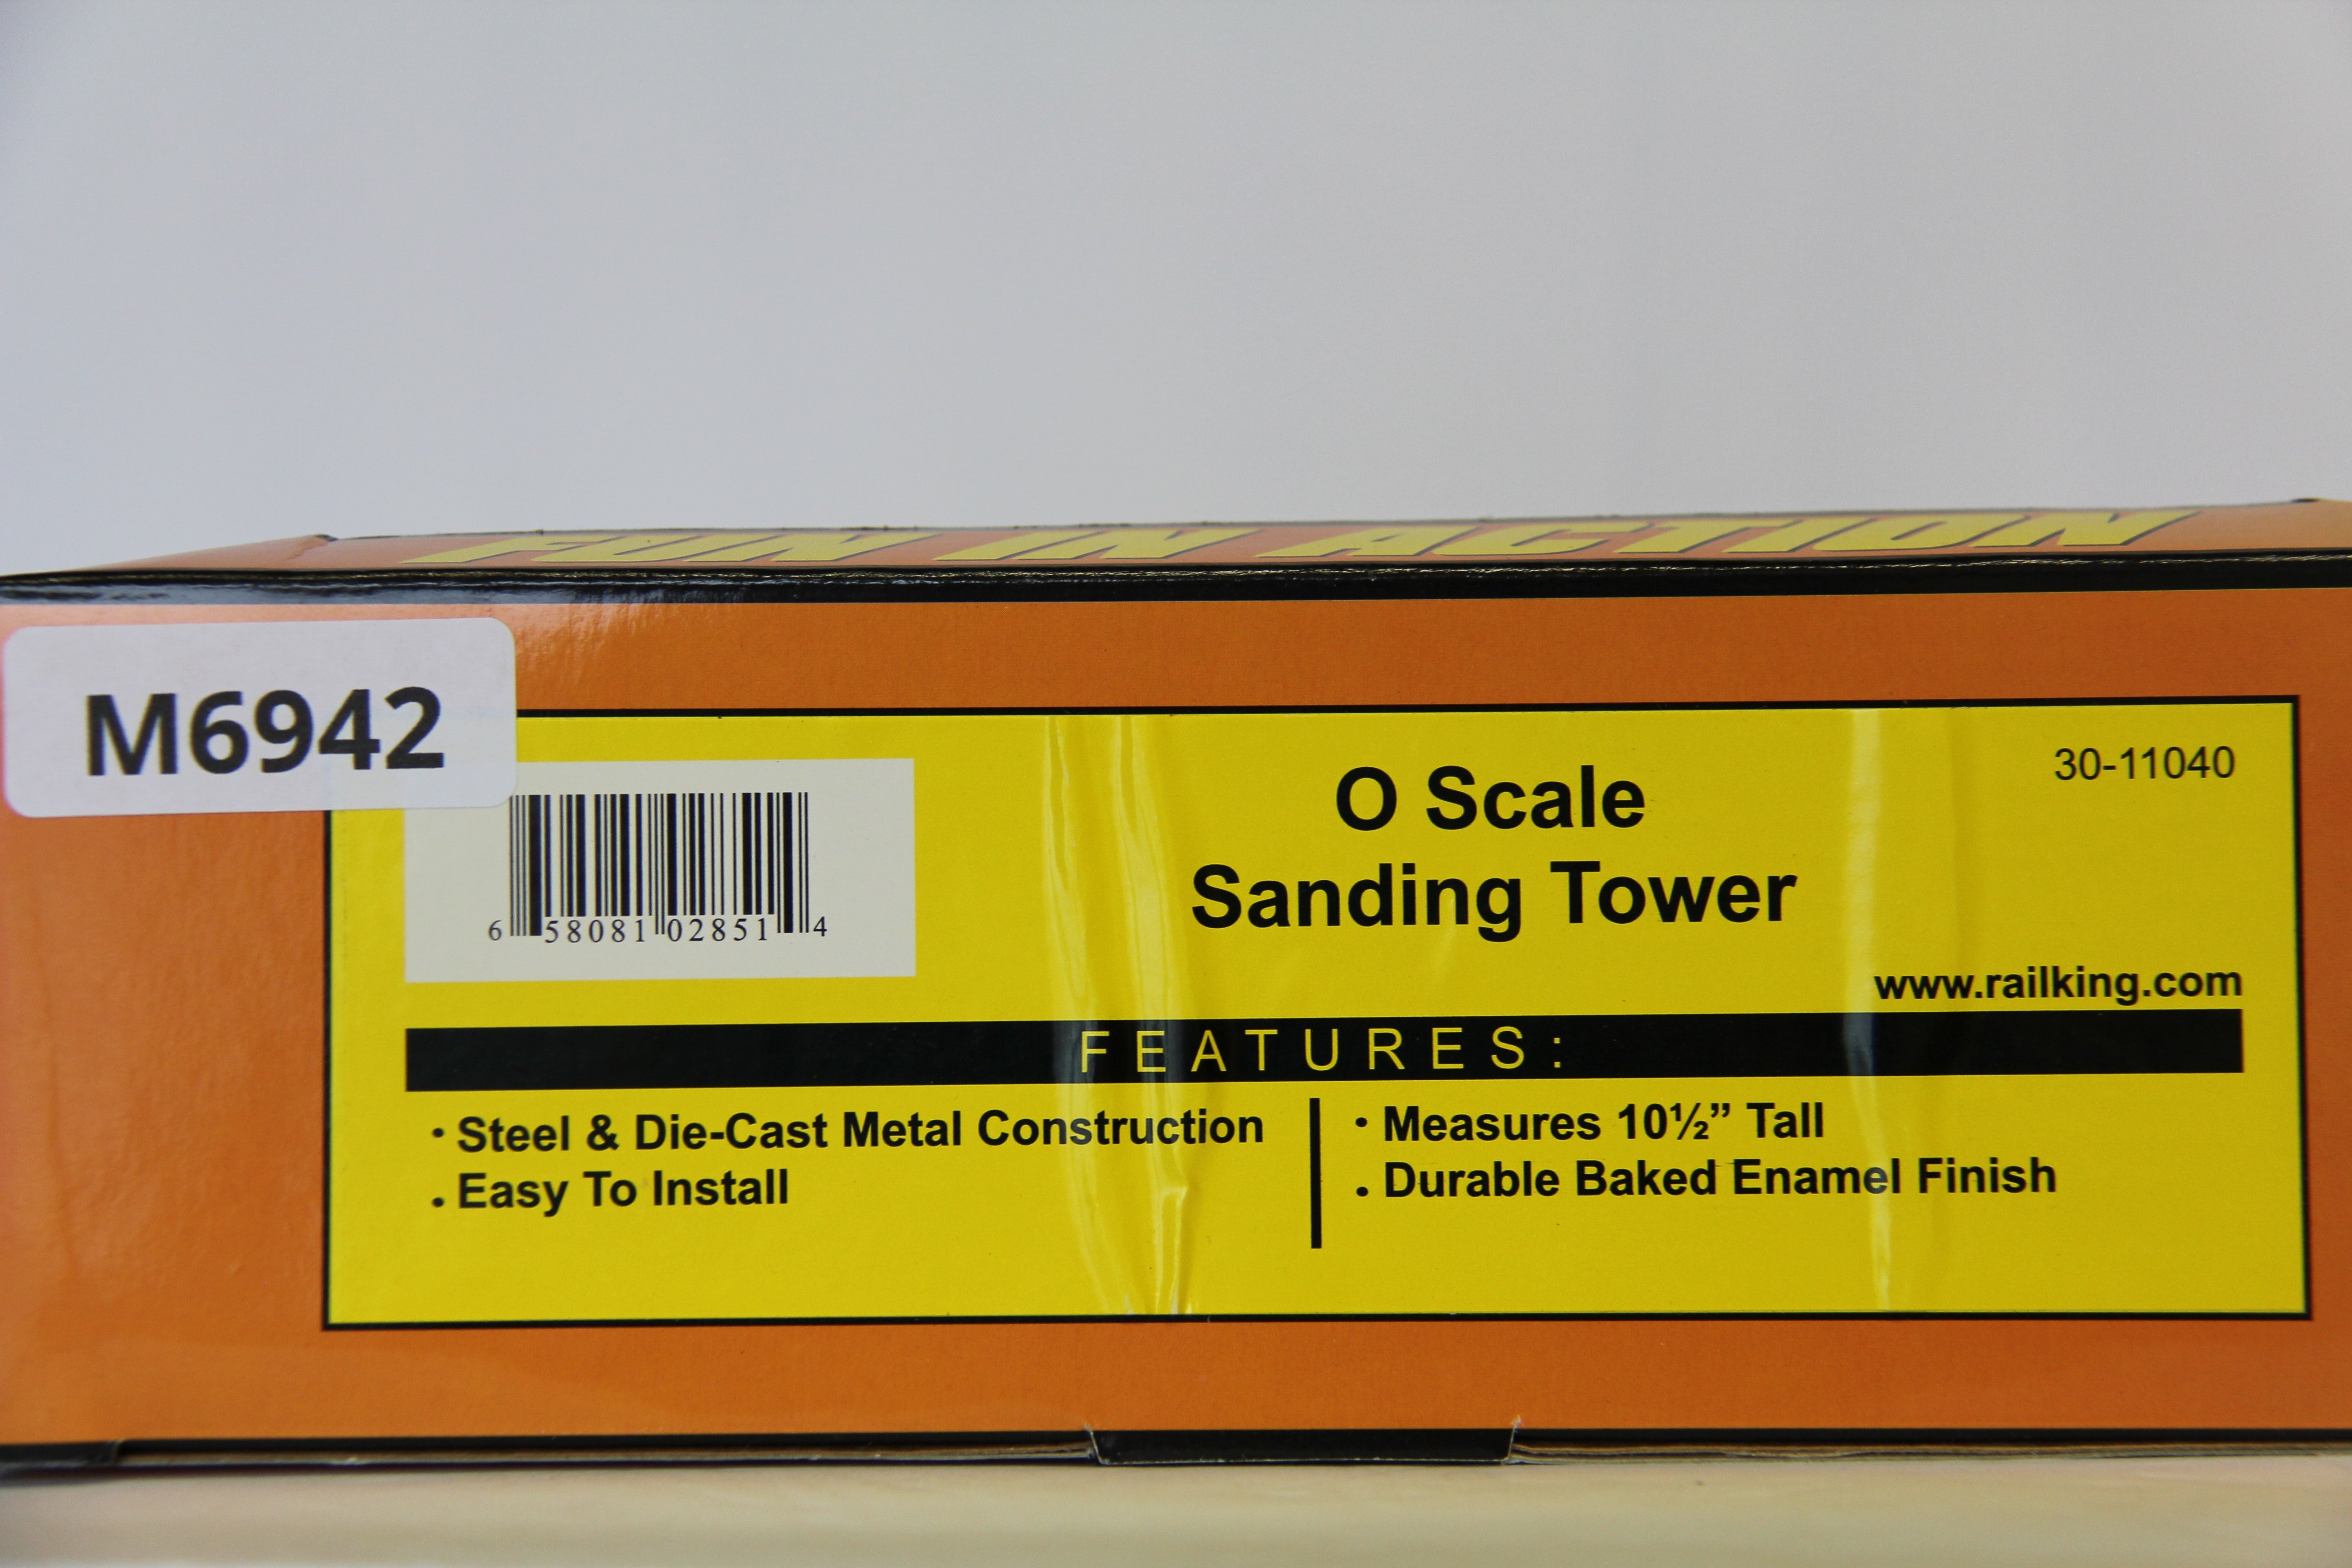 FUN IN ACTION
M6942
6 58081 02851 4
O Scale
Sanding Tower
30-11040
www.railking.com
FEATURES:
· Steel & Die-Cast Metal Construction
. Easy To Install
· Measures 10½” Tall
. Durable Baked Enamel Finish